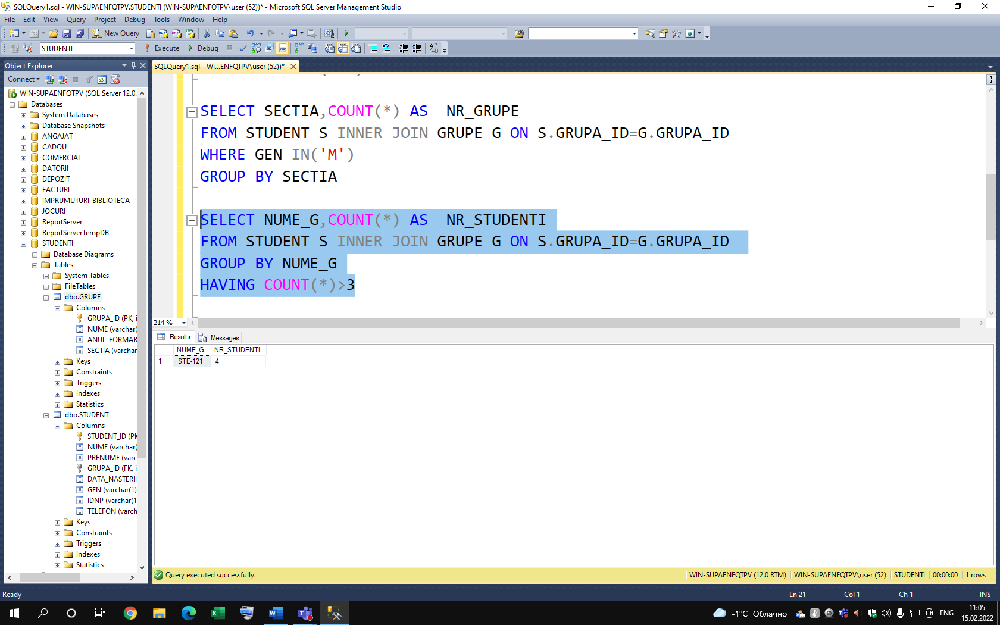 SQLQuery1.sql - WIN-SUPAENFQTPV.STUDENTI (WIN-SUPAENFQTPV\user (52))* - Microsoft SQL Server Management Studio
File Edit View Query Project Debug Tools Window Help
New Query
STUDENTI Execute Debug
Object Explorer
Connect
WIN-SUPAENFQTPV (SQL Server 12.0.
Databases
System Databases
Database Snapshots
ANGAJAT
CADOU
COMERCIAL
DATORII
DEPOZIT
FACTURI
IMPRUMUTURI_BIBLIOTECA
JOCURI
ReportServer
ReportServerTempDB
STUDENTI
Database Diagrams
Tables
System Tables
FileTables
dbo.GRUPE
Columns
GRUPA_ID (PK, i
NUME (varchar(
ANUL_FORMAR
SECTIA (varchar
Keys
Constraints
Triggers
Indexes
Statistics
dbo.STUDENT
Columns
STUDENT_ID (PK
NUME (varchar(
PRENUME (varc
GRUPA_ID (FK, i
DATA_NASTERII
GEN (varchar(1)
IDNP (varchar(1
TELEFON (varch
Keys
Constraints
Triggers
Indexes
Statistics
SQLQuery1.sql - WI...ENFQTPV\user (52))*
SELECT SECTIA,COUNT(*) AS  NR_GRUPE
FROM STUDENT S INNER JOIN GRUPE G ON S.GRUPA_ID=G.GRUPA_ID
WHERE GEN IN('M')
GROUP BY SECTIA
SELECT NUME_G,COUNT(*) AS  NR_STUDENTI
FROM STUDENT S INNER JOIN GRUPE G ON S.GRUPA_ID=G.GRUPA_ID
GROUP BY NUME_G
HAVING COUNT(*)>3
214 %
Results Messages
NUME_G NR_STUDENTI
1 STE-121 4
Query executed successfully. WIN-SUPAENFQTPV (12.0 RTM) WIN-SUPAENFQTPV\user (52) STUDENTI 00:00:00 1 rows
Ready Ln 21 Col 1 Ch 1 INS
-1°C Облачно ENG 11:05
15.02.2022